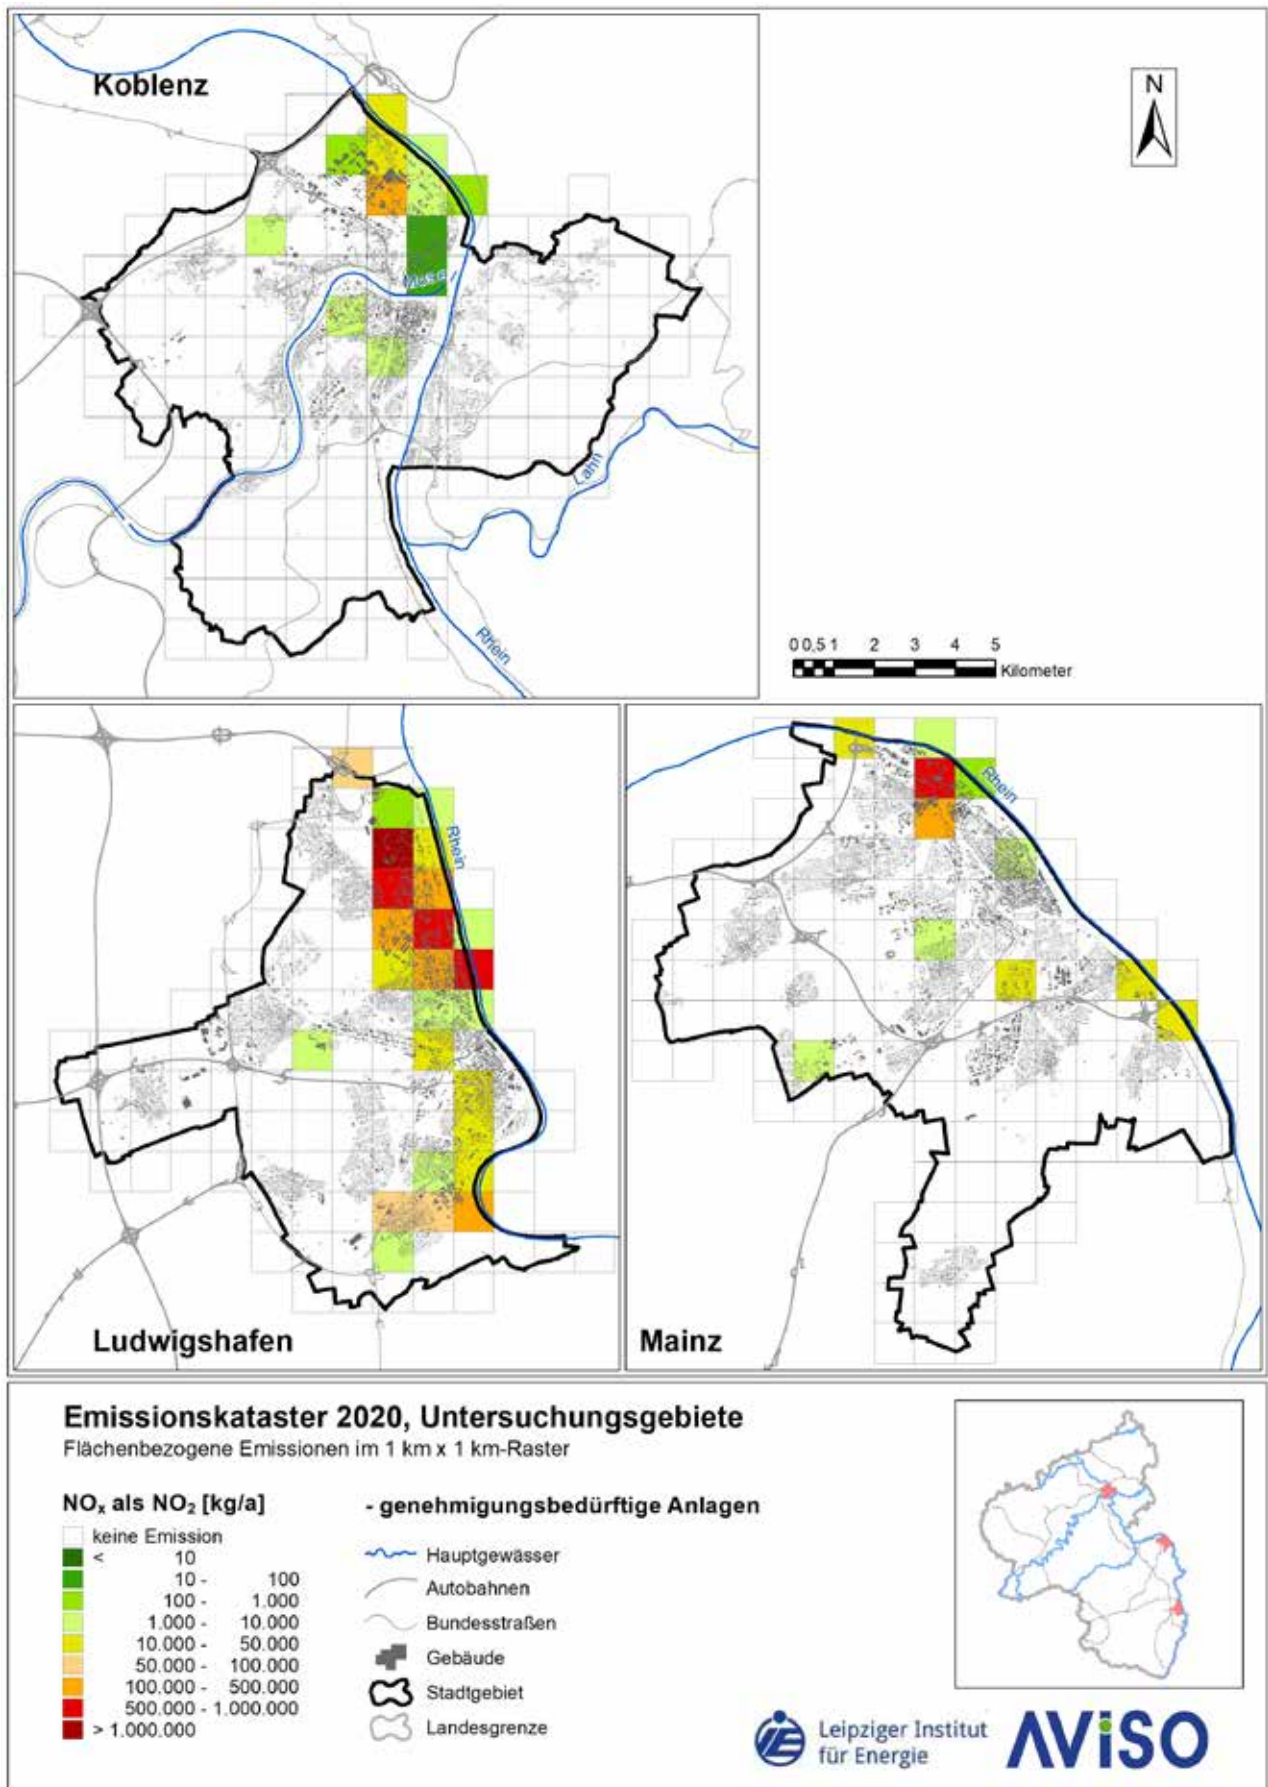 Koblenz
N
Mosel
Lahn
Rhein
0 0,5 1 2 3 4 5
Kilometer
Rhein
Ludwigshafen
Rhein
Mainz
Emissionskataster 2020, Untersuchungsgebiete
Flächenbezogene Emissionen im 1 km x 1 km-Raster
NOₓ als NO₂ [kg/a]
keine Emission
< 10
10 - 100
100 - 1.000
1.000 - 10.000
10.000 - 50.000
50.000 - 100.000
100.000 - 500.000
500.000 - 1.000.000
> 1.000.000
- genehmigungsbedürftige Anlagen
Hauptgewässer
Autobahnen
Bundesstraßen
Gebäude
Stadtgebiet
Landesgrenze
Leipziger Institut
für Energie
AViSO